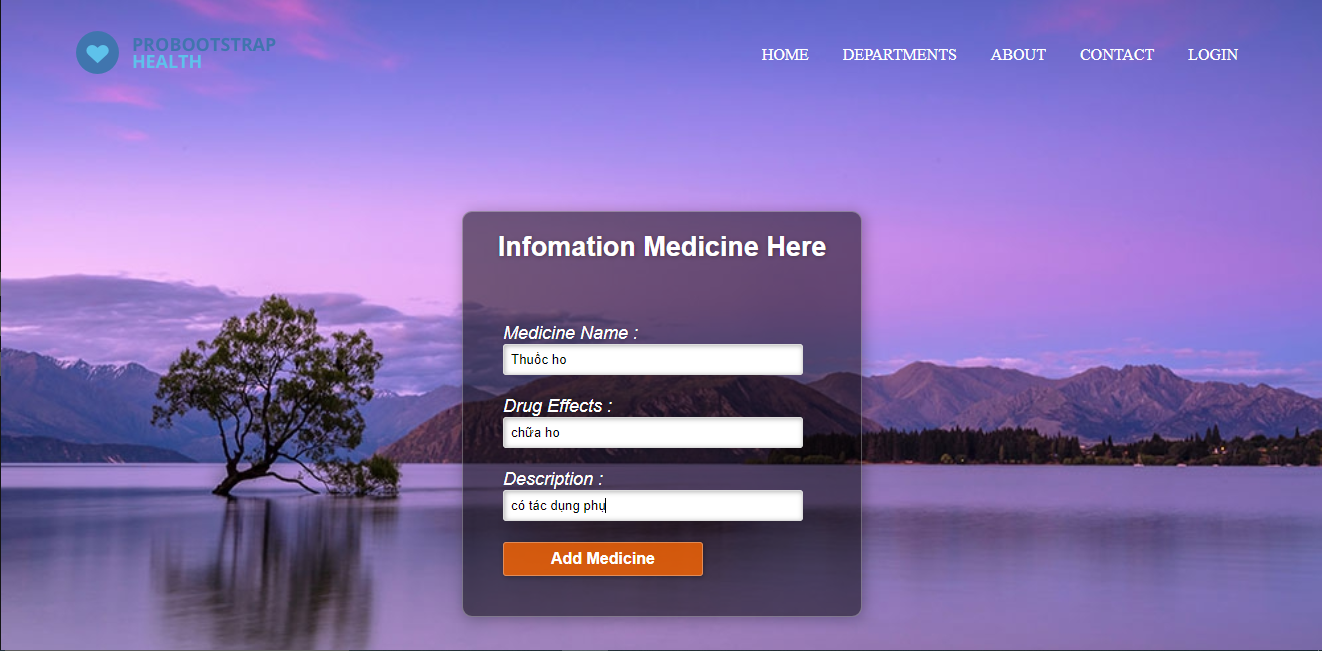 PROBOOTSTRAP
HEALTH
HOME DEPARTMENTS ABOUT CONTACT LOGIN
Infomation Medicine Here
Medicine Name :
Thuốc ho
Drug Effects :
chữa ho
Description :
có tác dụng phụ
Add Medicine